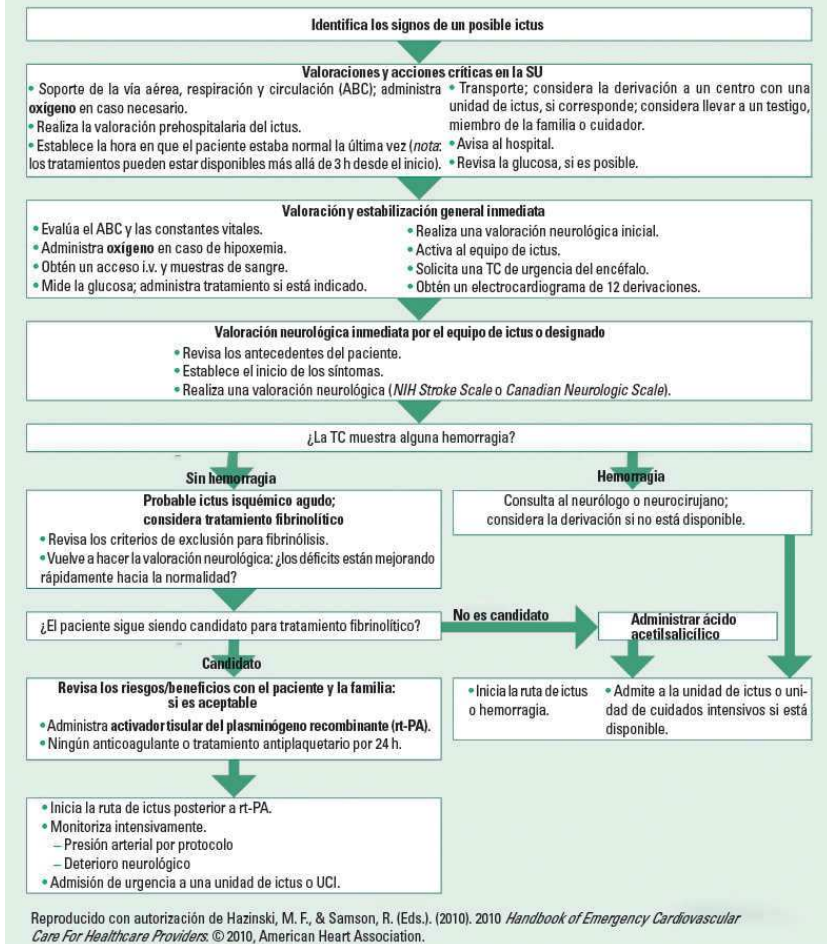 Identifica los signos de un posible ictus
Valoraciones y acciones críticas en la SU
• Soporte de la vía aérea, respiración y circulación (ABC); administra
oxígeno en caso necesario.
• Realiza la valoración prehospitalaria del ictus.
• Establece la hora en que el paciente estaba normal la última vez (nota:
los tratamientos pueden estar disponibles más allá de 3 h desde el inicio).
• Transporte; considera la derivación a un centro con una
unidad de ictus, si corresponde; considera llevar a un testigo,
miembro de la familia o cuidador.
• Avisa al hospital.
• Revisa la glucosa, si es posible.
Valoración y estabilización general inmediata
• Evalúa el ABC y las constantes vitales.
• Administra oxígeno en caso de hipoxemia.
• Obtén un acceso i.v. y muestras de sangre.
• Mide la glucosa; administra tratamiento si está indicado.
• Realiza una valoración neurológica inicial.
• Activa al equipo de ictus.
• Solicita una TC de urgencia del encéfalo.
• Obtén un electrocardiograma de 12 derivaciones.
Valoración neurológica inmediata por el equipo de ictus o designado
• Revisa los antecedentes del paciente.
• Establece el inicio de los síntomas.
• Realiza una valoración neurológica (NIH Stroke Scale o Canadian Neurologic Scale).
¿La TC muestra alguna hemorragia?
Sin hemorragia
Hemorragia
Probable ictus isquémico agudo;
considera tratamiento fibrinolítico
• Revisa los criterios de exclusión para fibrinólisis.
• Vuelve a hacer la valoración neurológica: ¿los déficits están mejorando
rápidamente hacia la normalidad?
Consulta al neurólogo o neurocirujano;
considera la derivación si no está disponible.
¿El paciente sigue siendo candidato para tratamiento fibrinolítico?
No es candidato
Administrar ácido
acetilsalicílico
Candidato
Revisa los riesgos/beneficios con el paciente y la familia:
si es aceptable
• Administra activador tisular del plasminógeno recombinante (rt-PA).
• Ningún anticoagulante o tratamiento antiplaquetario por 24 h.
• Inicia la ruta de ictus
o hemorragia.
• Admite a la unidad de ictus o uni-
dad de cuidados intensivos si está
disponible.
• Inicia la ruta de ictus posterior a rt-PA.
• Monitoriza intensivamente.
– Presión arterial por protocolo
– Deterioro neurológico
• Admisión de urgencia a una unidad de ictus o UCI.
Reproducido con autorización de Hazinski, M. F., & Samson, R. (Eds.). (2010). 2010 Handbook of Emergency Cardiovascular
Care For Healthcare Providers. © 2010, American Heart Association.